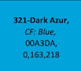 321-Dark Azur,
CF: Blue,
00A3DA,
0,163,218